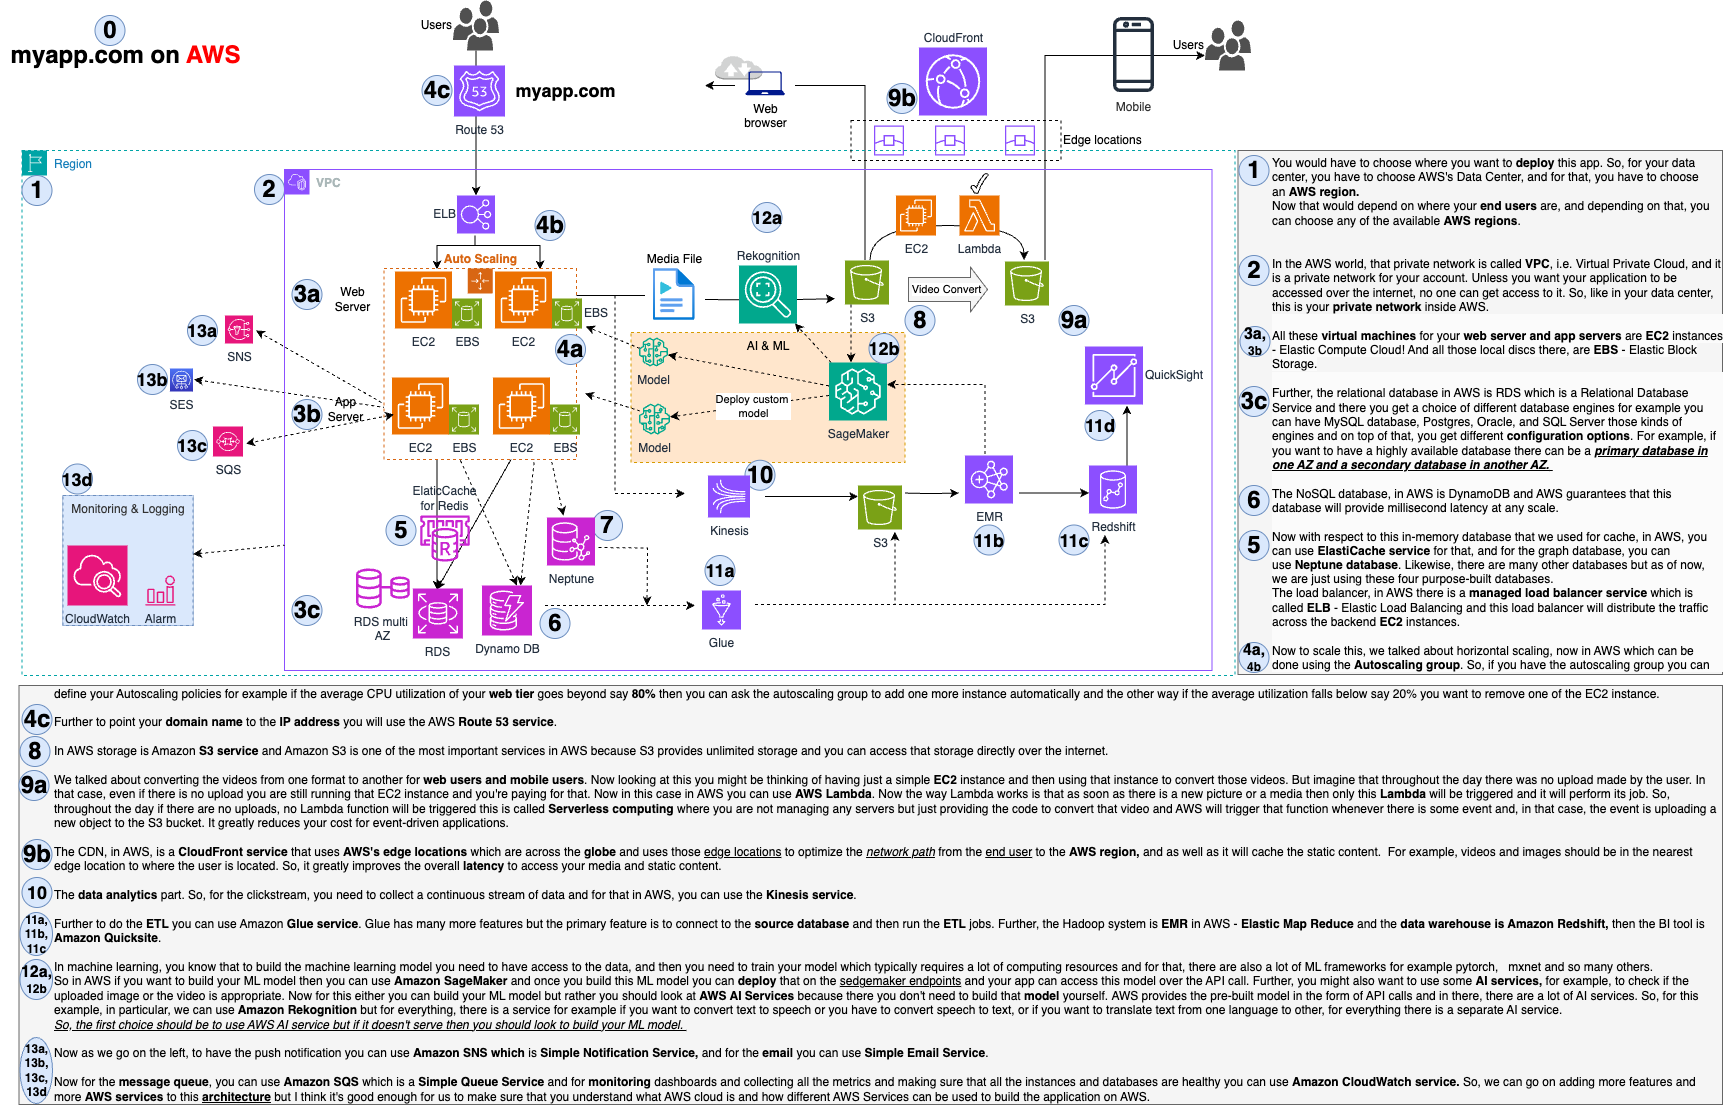 0
myapp.com on AWS
Users
4c
Route 53
myapp.com
Web
browser
CloudFront
9b
Edge locations
Mobile
Users
Region
1
2
VPC
ELB
4b
Auto Scaling
3a
Web
Server
EC2
EBS
EC2
EBS
4a
Media File
12a
Rekognition
AI & ML
S3
EC2
Lambda
Video Convert
8
S3
9a
13a
SNS
13b
SES
13c
SQS
3b
App
Server
EC2
EBS
EC2
EBS
Model
Model
Deploy custom
model
12b
SageMaker
QuickSight
11d
13d
Monitoring & Logging
CloudWatch
Alarm
ElaticCache
for Redis
5
R
7
Neptune
10
Kinesis
S3
EMR
11b
Redshift
11c
11a
Glue
3c
RDS multi
AZ
RDS
Dynamo DB
6
1
You would have to choose where you want to deploy this app. So, for your data
center, you have to choose AWS's Data Center, and for that, you have to choose
an AWS region.
Now that would depend on where your end users are, and depending on that, you
can choose any of the available AWS regions.
2
In the AWS world, that private network is called VPC, i.e. Virtual Private Cloud, and it
is a private network for your account. Unless you want your application to be
accessed over the internet, no one can get access to it. So, like in your data center,
this is your private network inside AWS.
3a,
3b
All these virtual machines for your web server and app servers are EC2 instances
- Elastic Compute Cloud! And all those local discs there, are EBS - Elastic Block
Storage.
3c
Further, the relational database in AWS is RDS which is a Relational Database
Service and there you get a choice of different database engines for example you
can have MySQL database, Postgres, Oracle, and SQL Server those kinds of
engines and on top of that, you get different configuration options. For example, if
you want to have a highly available database there can be a primary database in
one AZ and a secondary database in another AZ.
6
The NoSQL database, in AWS is DynamoDB and AWS guarantees that this
database will provide millisecond latency at any scale.
5
Now with respect to this in-memory database that we used for cache, in AWS, you
can use ElastiCache service for that, and for the graph database, you can
use Neptune database. Likewise, there are many other databases but as of now,
we are just using these four purpose-built databases.
The load balancer, in AWS there is a managed load balancer service which is
called ELB - Elastic Load Balancing and this load balancer will distribute the traffic
across the backend EC2 instances.
4a,
4b
Now to scale this, we talked about horizontal scaling, now in AWS which can be
done using the Autoscaling group. So, if you have the autoscaling group you can
define your Autoscaling policies for example if the average CPU utilization of your web tier goes beyond say 80% then you can ask the autoscaling group to add one more instance automatically and the other way if the average utilization falls below say 20% you want to remove one of the EC2 instance.
4c
Further to point your domain name to the IP address you will use the AWS Route 53 service.
8
In AWS storage is Amazon S3 service and Amazon S3 is one of the most important services in AWS because S3 provides unlimited storage and you can access that storage directly over the internet.
9a
We talked about converting the videos from one format to another for web users and mobile users. Now looking at this you might be thinking of having just a simple EC2 instance and then using that instance to convert those videos. But imagine that throughout the day there was no upload made by the user. In
that case, even if there is no upload you are still running that EC2 instance and you're paying for that. Now in this case in AWS you can use AWS Lambda. Now the way Lambda works is that as soon as there is a new picture or a media then only this Lambda will be triggered and it will perform its job. So,
throughout the day if there are no uploads, no Lambda function will be triggered this is called Serverless computing where you are not managing any servers but just providing the code to convert that video and AWS will trigger that function whenever there is some event and, in that case, the event is uploading a
new object to the S3 bucket. It greatly reduces your cost for event-driven applications.
9b
The CDN, in AWS, is a CloudFront service that uses AWS's edge locations which are across the globe and uses those edge locations to optimize the network path from the end user to the AWS region, and as well as it will cache the static content. For example, videos and images should be in the nearest
edge location to where the user is located. So, it greatly improves the overall latency to access your media and static content.
10
The data analytics part. So, for the clickstream, you need to collect a continuous stream of data and for that in AWS, you can use the Kinesis service.
11a,
11b,
11c
Further to do the ETL you can use Amazon Glue service. Glue has many more features but the primary feature is to connect to the source database and then run the ETL jobs. Further, the Hadoop system is EMR in AWS - Elastic Map Reduce and the data warehouse is Amazon Redshift, then the BI tool is
Amazon Quicksite.
12a,
12b
In machine learning, you know that to build the machine learning model you need to have access to the data, and then you need to train your model which typically requires a lot of computing resources and for that, there are also a lot of ML frameworks for example pytorch, mxnet and so many others.
So in AWS if you want to build your ML model then you can use Amazon SageMaker and once you build this ML model you can deploy that on the sedgemaker endpoints and your app can access this model over the API call. Further, you might also want to use some AI services, for example, to check if the
uploaded image or the video is appropriate. Now for this either you can build your ML model but rather you should look at AWS AI Services because there you don't need to build that model yourself. AWS provides the pre-built model in the form of API calls and in there, there are a lot of AI services. So, for this
example, in particular, we can use Amazon Rekognition but for everything, there is a service for example if you want to convert text to speech or you have to convert speech to text, or if you want to translate text from one language to other, for everything there is a separate AI service.
So, the first choice should be to use AWS AI service but if it doesn't serve then you should look to build your ML model.
13a,
13b,
13c,
13d
Now as we go on the left, to have the push notification you can use Amazon SNS which is Simple Notification Service, and for the email you can use Simple Email Service.
Now for the message queue, you can use Amazon SQS which is a Simple Queue Service and for monitoring dashboards and collecting all the metrics and making sure that all the instances and databases are healthy you can use Amazon CloudWatch service. So, we can go on adding more features and
more AWS services to this architecture but I think it's good enough for us to make sure that you understand what AWS cloud is and how different AWS Services can be used to build the application on AWS.